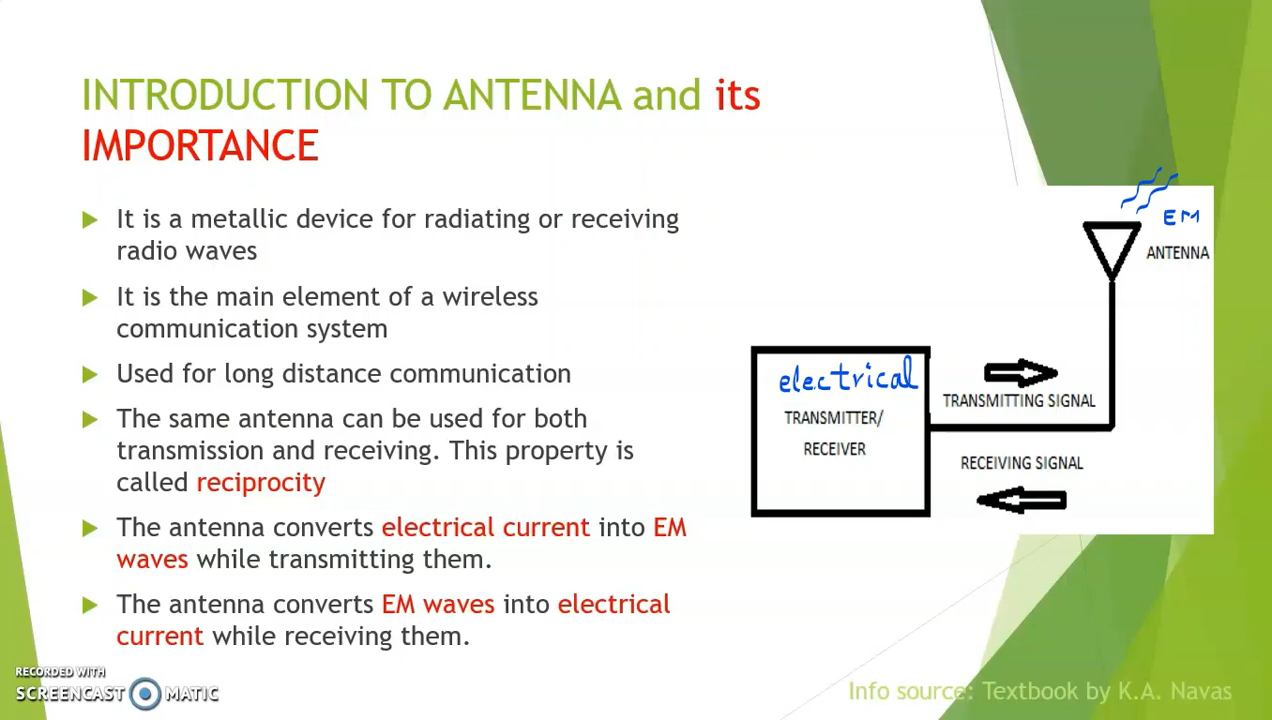 INTRODUCTION TO ANTENNA and its
IMPORTANCE
It is a metallic device for radiating or receiving
radio waves
It is the main element of a wireless
communication system
Used for long distance communication
The same antenna can be used for both
transmission and receiving. This property is
called reciprocity
The antenna converts electrical current into EM
waves while transmitting them.
The antenna converts EM waves into electrical
current while receiving them.
EM
ANTENNA
electrical
TRANSMITTER/
RECEIVER
TRANSMITTING SIGNAL
RECEIVING SIGNAL
RECORDED WITH
SCREENCAST MATIC
Info source: Textbook by K.A. Navas